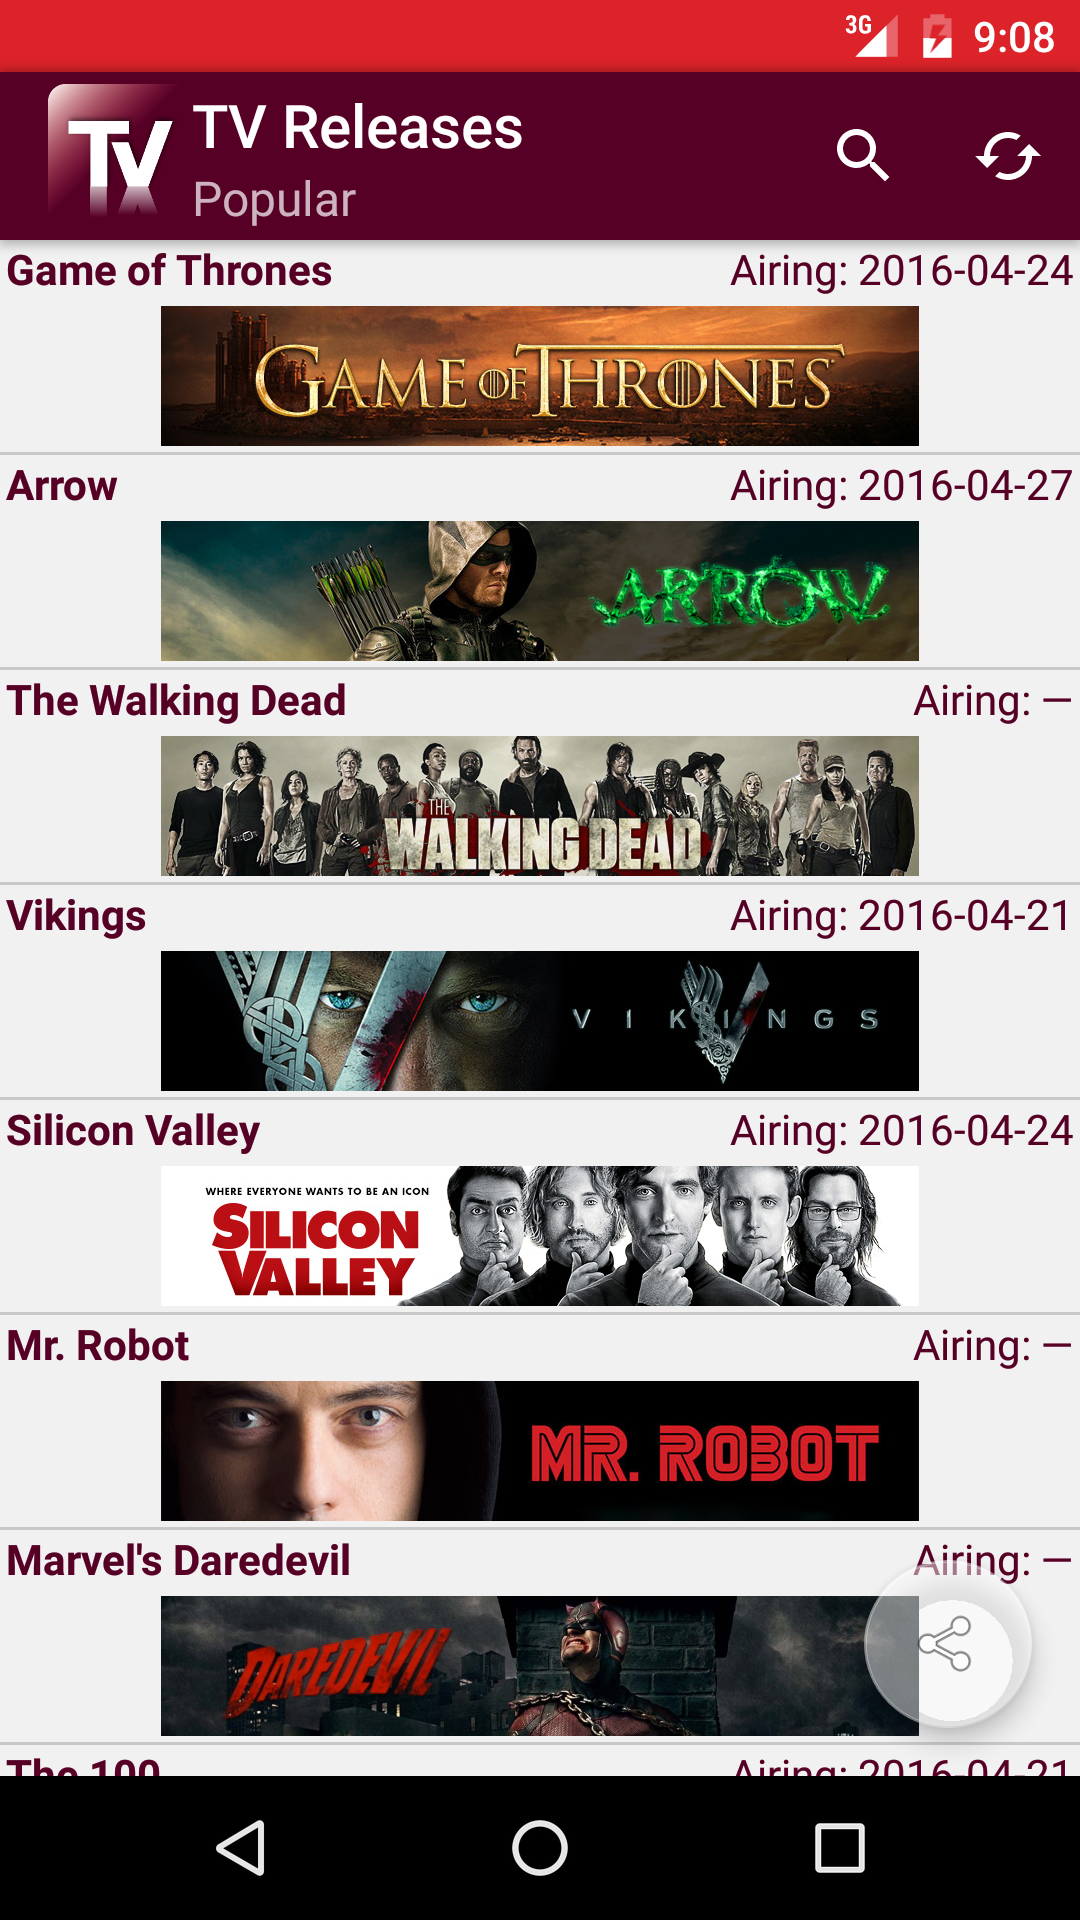 3G 9:08
TV
TV Releases
Popular
Game of Thrones Airing: 2016-04-24
GAME OF THRONES
Arrow Airing: 2016-04-27
ARROW
The Walking Dead Airing: —
THE
WALKING DEAD
Vikings Airing: 2016-04-21
VIKINGS
Silicon Valley Airing: 2016-04-24
WHERE EVERYONE WANTS TO BE AN ICON
SILICON
VALLEY
Mr. Robot Airing: —
MR. ROBOT
Marvel's Daredevil Airing: —
DAREDEVIL
The 100 Airing: 2016-04-21